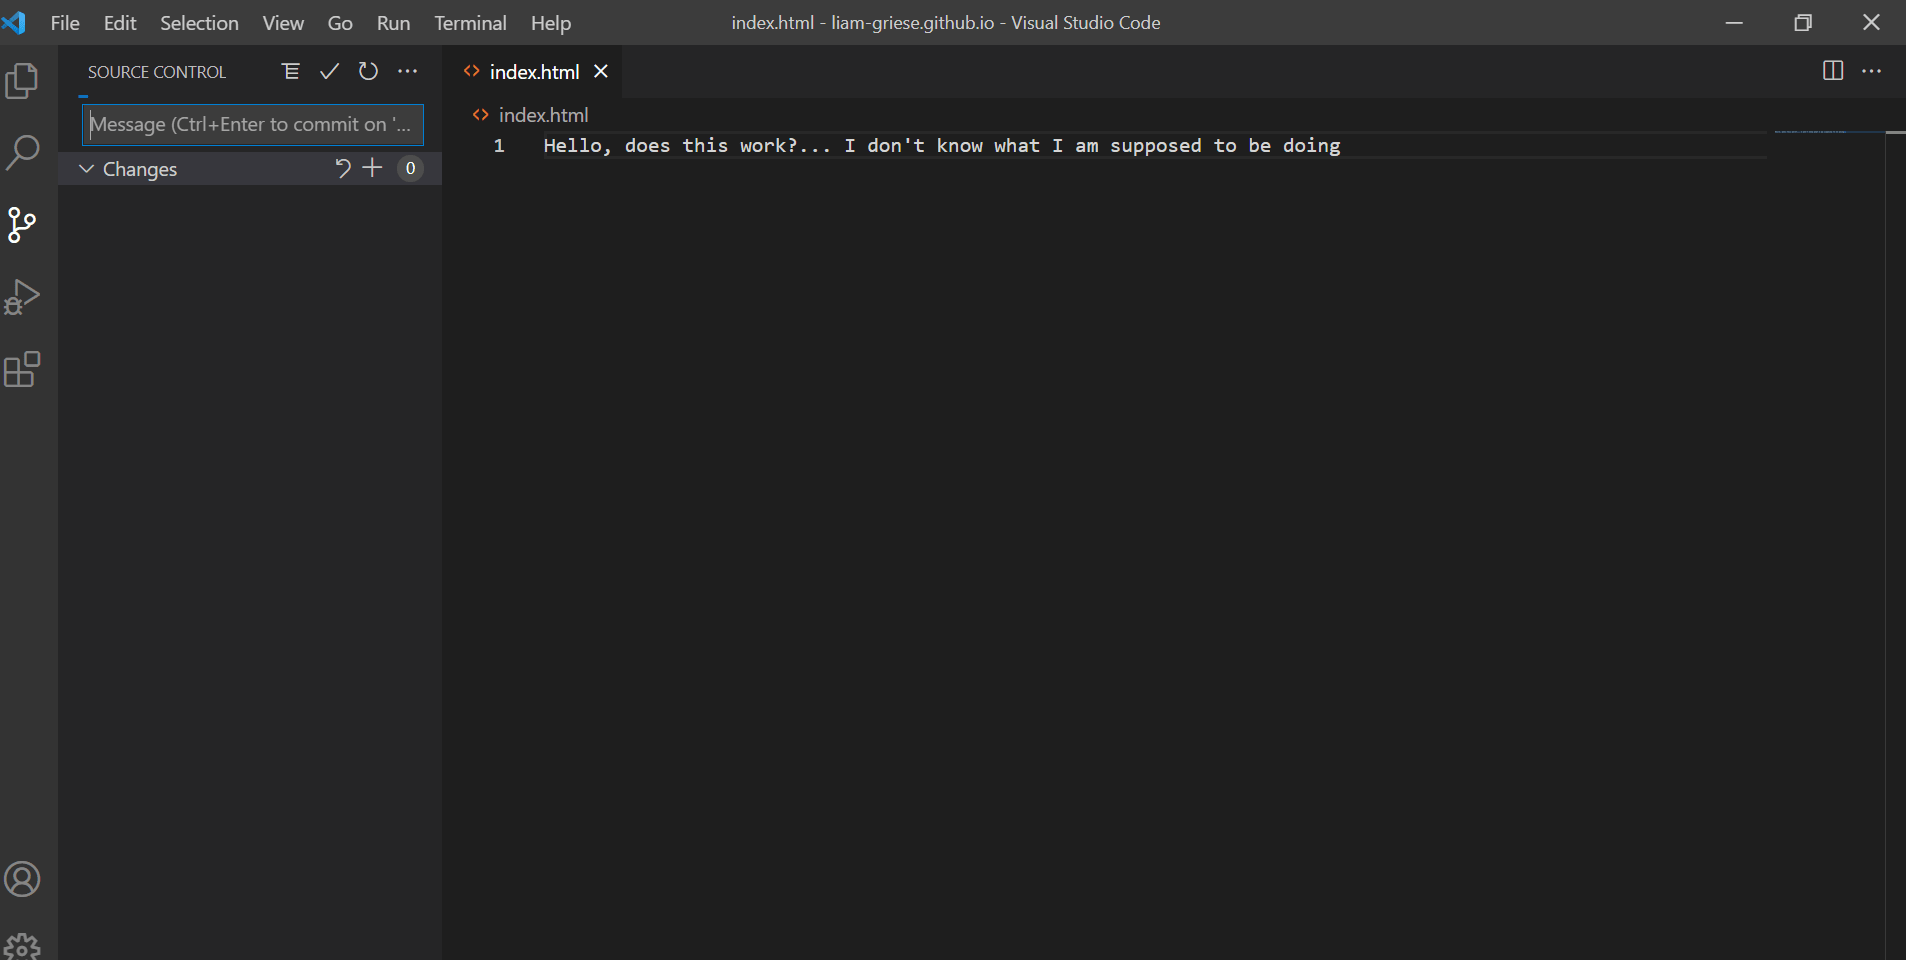 File Edit Selection View Go Run Terminal Help
index.html - liam-griese.github.io - Visual Studio Code
SOURCE CONTROL
Message (Ctrl+Enter to commit on '...
Changes
0
index.html
index.html
1 Hello, does this work?... I don't know what I am supposed to be doing